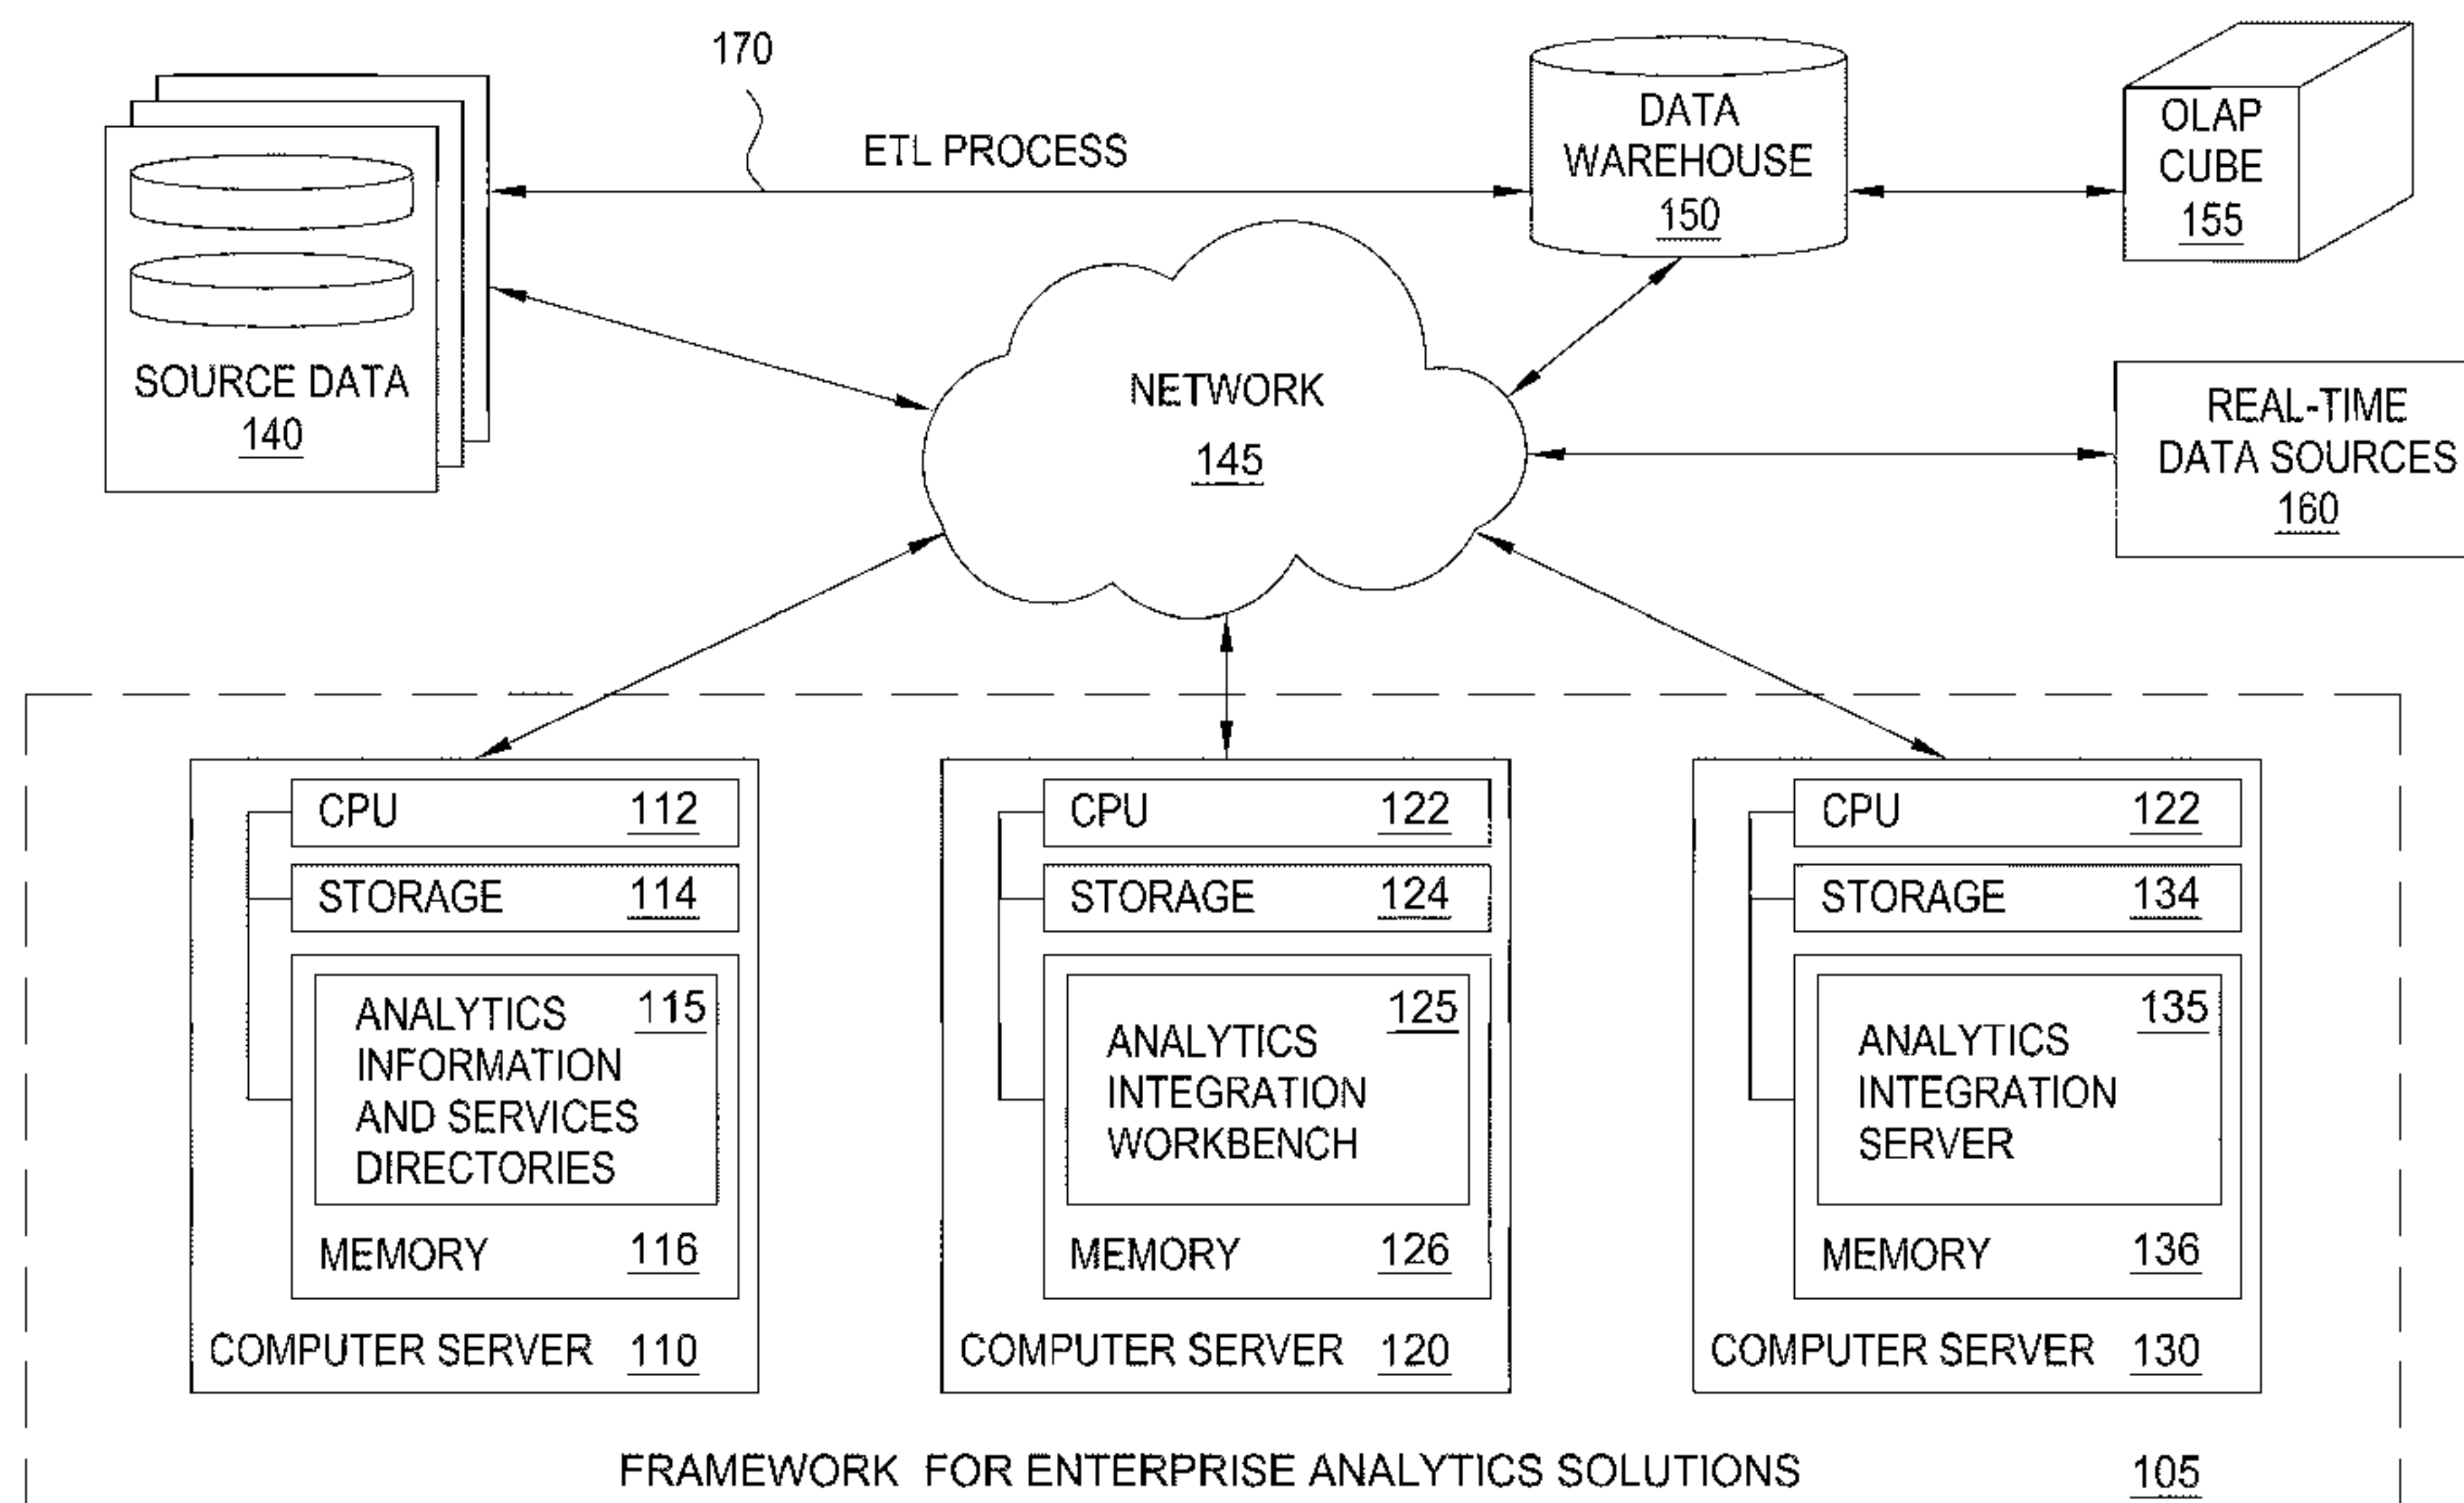 170
ETL PROCESS
DATA
WAREHOUSE
150
OLAP
CUBE
155
SOURCE DATA
140
NETWORK
145
REAL-TIME
DATA SOURCES
160
CPU 112
STORAGE 114
ANALYTICS 115
INFORMATION
AND SERVICES
DIRECTORIES
MEMORY 116
COMPUTER SERVER 110
CPU 122
STORAGE 124
125
ANALYTICS
INTEGRATION
WORKBENCH
MEMORY 126
COMPUTER SERVER 120
CPU 122
STORAGE 134
135
ANALYTICS
INTEGRATION
SERVER
MEMORY 136
COMPUTER SERVER 130
FRAMEWORK FOR ENTERPRISE ANALYTICS SOLUTIONS 105